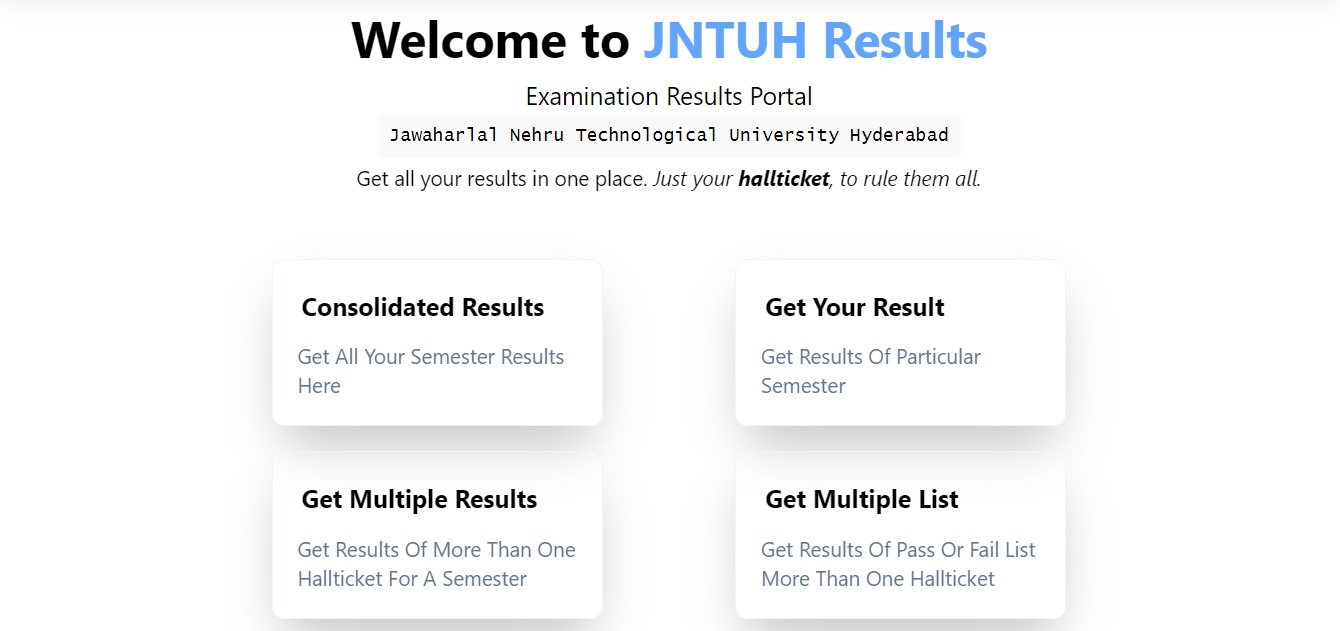 Welcome to JNTUH Results
Examination Results Portal
Jawaharlal Nehru Technological University Hyderabad
Get all your results in one place. Just your hallticket, to rule them all.
Consolidated Results
Get All Your Semester Results
Here
Get Your Result
Get Results Of Particular
Semester
Get Multiple Results
Get Results Of More Than One
Hallticket For A Semester
Get Multiple List
Get Results Of Pass Or Fail List
More Than One Hallticket